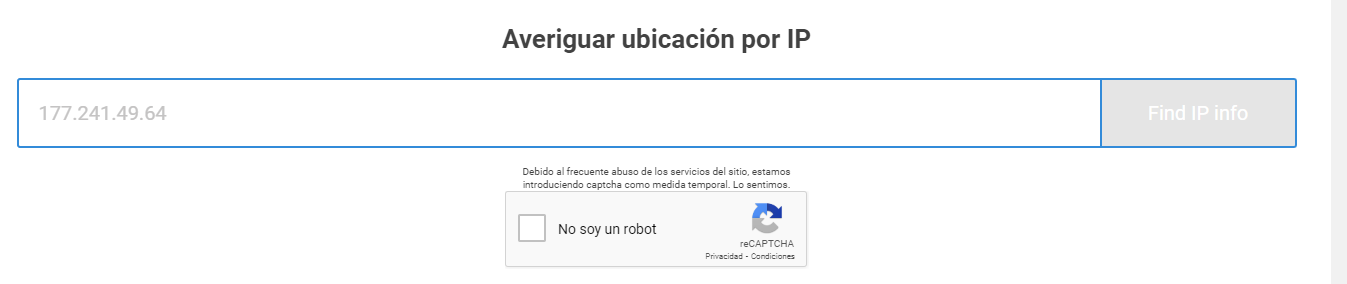 Averiguar ubicación por IP
177.241.49.64
Find IP info
Debido al frecuente abuso de los servicios del sitio, estamos
introduciendo captcha como medida temporal. Lo sentimos.
No soy un robot
reCAPTCHA
Privacidad - Condiciones